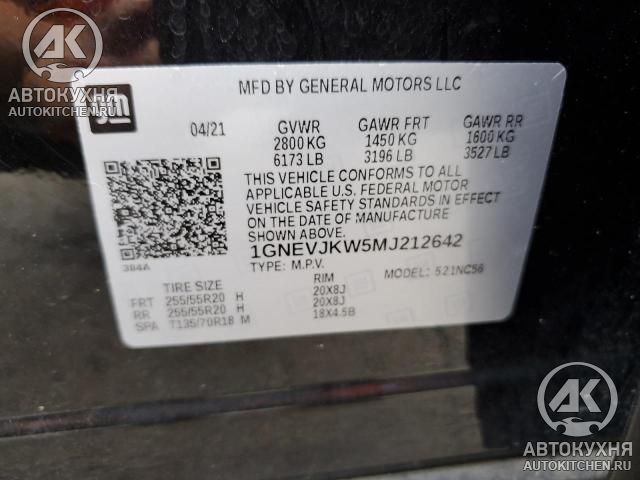 AK
АВТОКУХНЯ
AUTOKITCHEN.RU
gm
MFD BY GENERAL MOTORS LLC
04/21 GVWR GAWR FRT GAWR RR
2800 KG 1450 KG 1600 KG
6173 LB 3196 LB 3527 LB
THIS VEHICLE CONFORMS TO ALL
APPLICABLE U.S. FEDERAL MOTOR
VEHICLE SAFETY STANDARDS IN EFFECT
ON THE DATE OF MANUFACTURE
SHOWN ABOVE.
384A
1GNEVJKW5MJ212642
TYPE: M.P.V. MODEL: 521NC56
TIRE SIZE RIM
FRT 255/55R20 H 20X8J
RR 255/55R20 H 20X8J
SPA T135/70R18 M 18X4.5B
AK
АВТОКУХНЯ
AUTOKITCHEN.RU